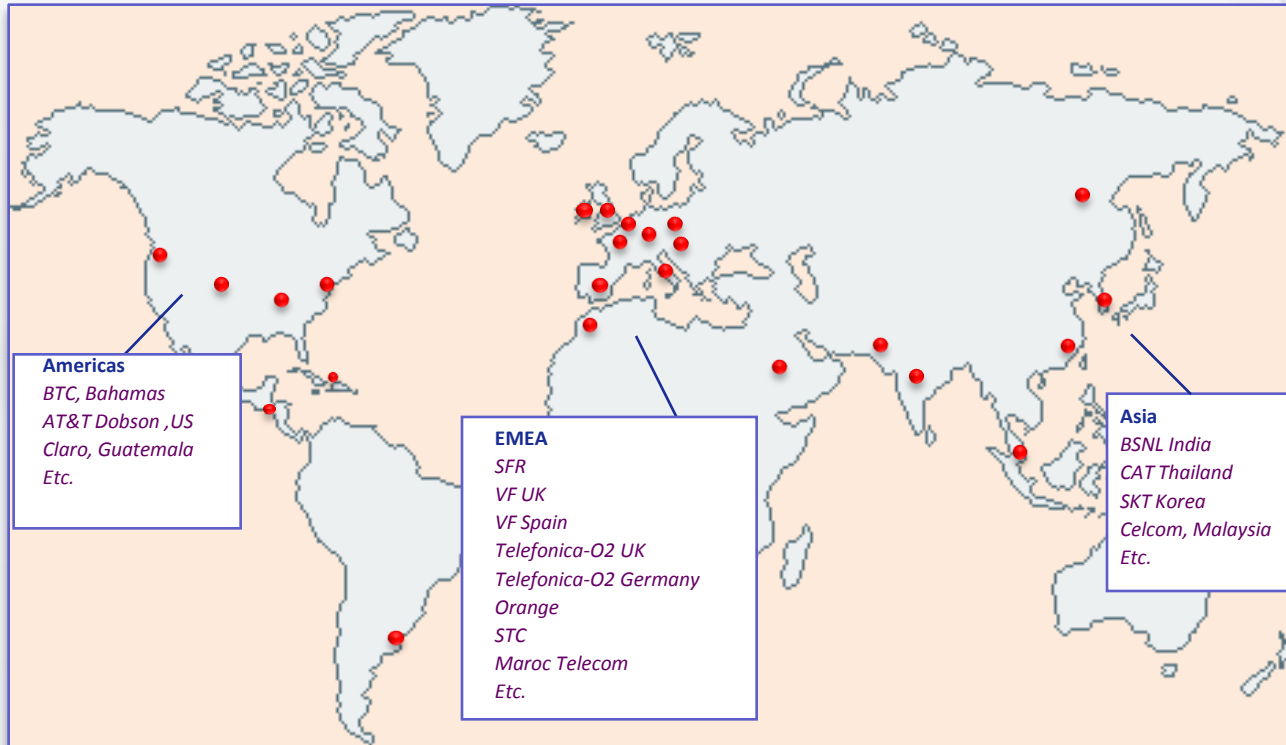 Americas
BTC, Bahamas
AT&T Dobson ,US
Claro, Guatemala
Etc.
EMEA
SFR
VF UK
VF Spain
Telefonica-O2 UK
Telefonica-O2 Germany
Orange
STC
Maroc Telecom
Etc.
Asia
BSNL India
CAT Thailand
SKT Korea
Celcom, Malaysia
Etc.